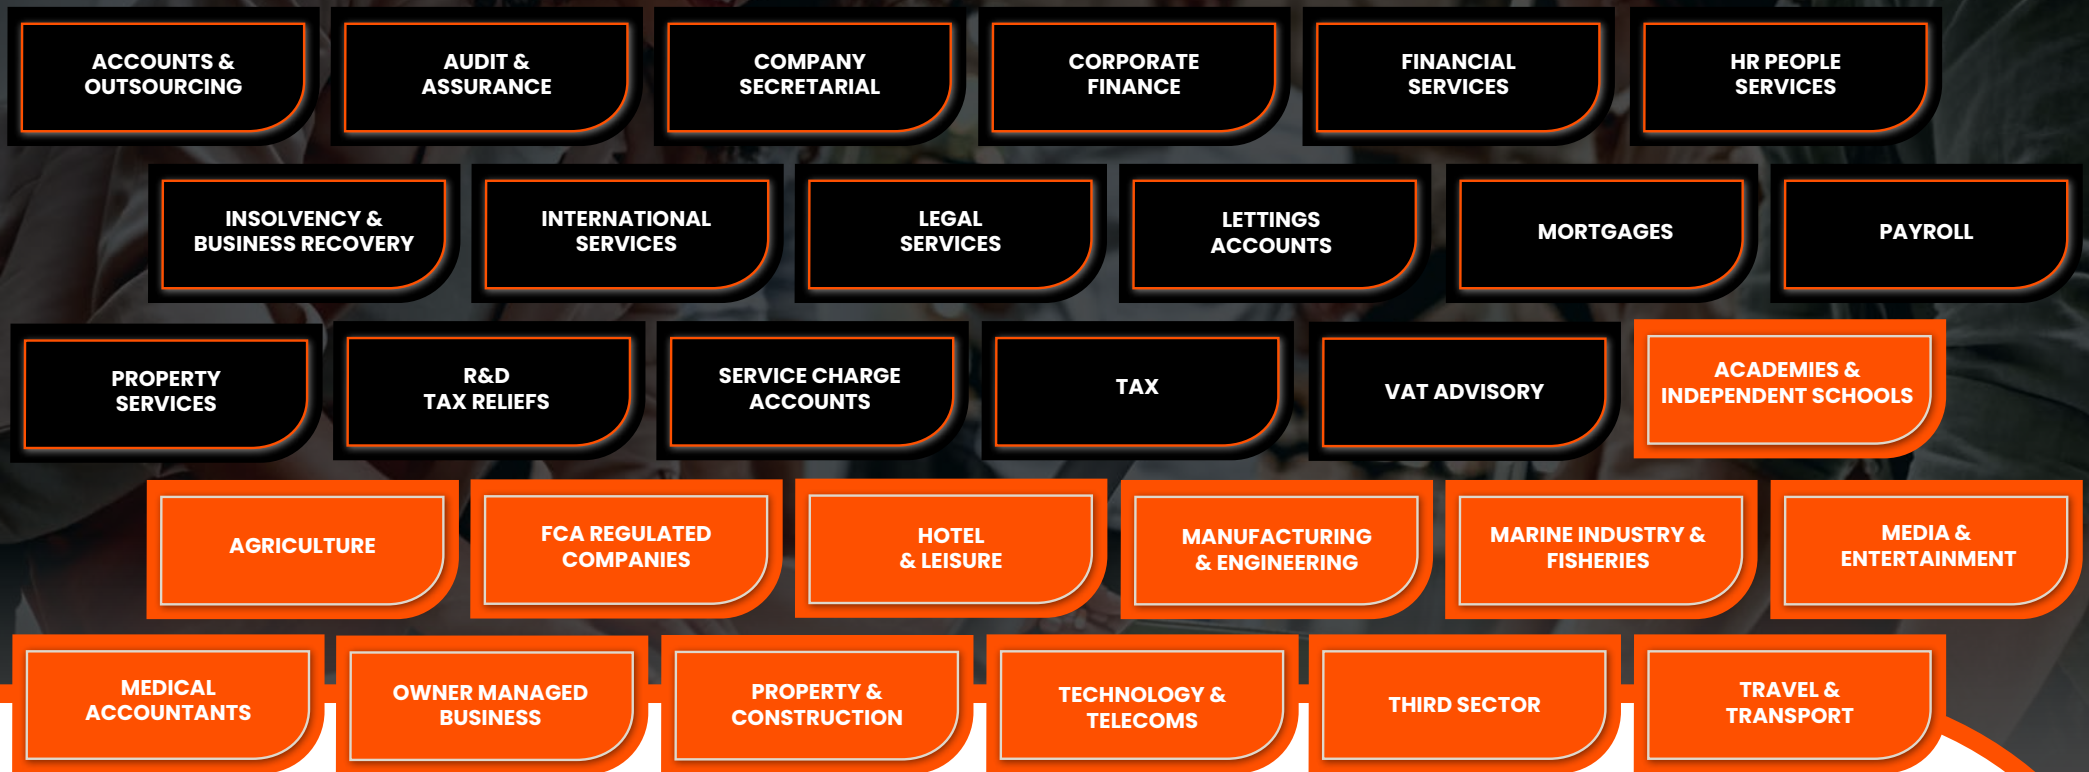 ACCOUNTS &
OUTSOURCING
AUDIT &
ASSURANCE
COMPANY
SECRETARIAL
CORPORATE
FINANCE
FINANCIAL
SERVICES
HR PEOPLE
SERVICES
INSOLVENCY &
BUSINESS RECOVERY
INTERNATIONAL
SERVICES
LEGAL
SERVICES
LETTINGS
ACCOUNTS
MORTGAGES
PAYROLL
PROPERTY
SERVICES
R&D
TAX RELIEFS
SERVICE CHARGE
ACCOUNTS
TAX
VAT ADVISORY
ACADEMIES &
INDEPENDENT SCHOOLS
AGRICULTURE
FCA REGULATED
COMPANIES
HOTEL
& LEISURE
MANUFACTURING
& ENGINEERING
MARINE INDUSTRY &
FISHERIES
MEDIA &
ENTERTAINMENT
MEDICAL
ACCOUNTANTS
OWNER MANAGED
BUSINESS
PROPERTY &
CONSTRUCTION
TECHNOLOGY &
TELECOMS
THIRD SECTOR
TRAVEL &
TRANSPORT